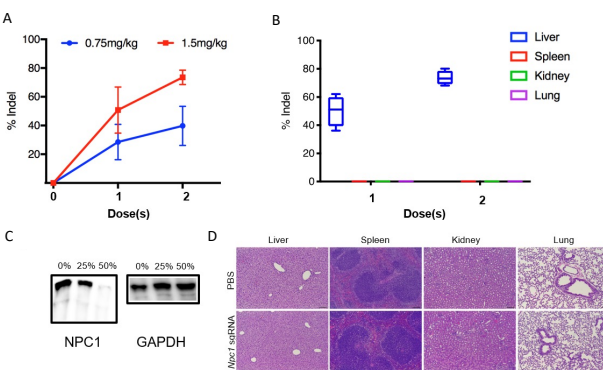 A
0.75mg/kg
1.5mg/kg
100
80
60
40
20
% Indel
0
1
2
Dose(s)
B
Liver
Spleen
Kidney
Lung
100
80
60
40
20
0
% Indel
1
2
Dose(s)
C
0% 25% 50%
0% 25% 50%
NPC1
GAPDH
D
Liver
Spleen
Kidney
Lung
PBS
Npc1 sgRNA